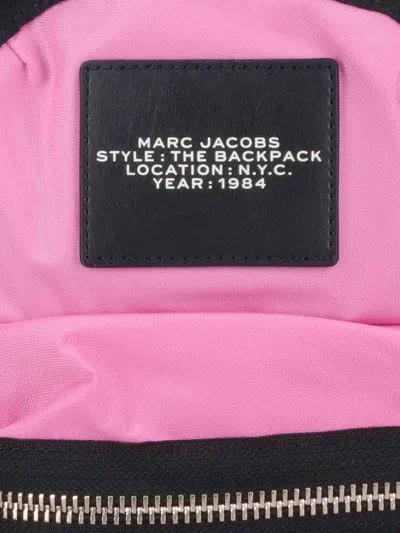 MARC JACOBS
STYLE : THE BACKPACK
LOCATION : N.Y.C.
YEAR : 1984